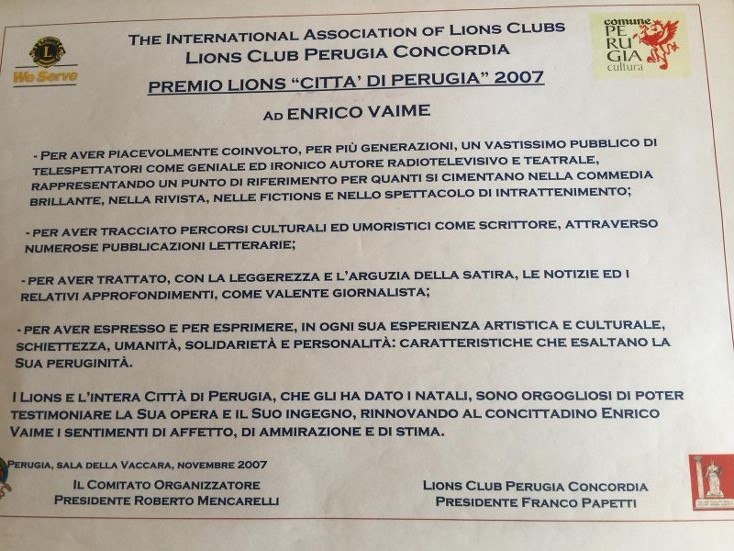 THE INTERNATIONAL ASSOCIATION OF LIONS CLUBS
LIONS CLUB PERUGIA CONCORDIA
We Serve
comune
PE
RU
GIA
cultura
PREMIO LIONS “CITTA’ DI PERUGIA” 2007
AD ENRICO VAIME
- PER AVER PIACEVOLMENTE COINVOLTO, PER PIÙ GENERAZIONI, UN VASTISSIMO PUBBLICO DI
TELESPETTATORI COME GENIALE ED IRONICO AUTORE RADIOTELEVISIVO E TEATRALE,
RAPPRESENTANDO UN PUNTO DI RIFERIMENTO PER QUANTI SI CIMENTANO NELLA COMMEDIA
BRILLANTE, NELLA RIVISTA, NELLE FICTIONS E NELLO SPETTACOLO DI INTRATTENIMENTO;
- PER AVER TRACCIATO PERCORSI CULTURALI ED UMORISTICI COME SCRITTORE, ATTRAVERSO
NUMEROSE PUBBLICAZIONI LETTERARIE;
- PER AVER TRATTATO, CON LA LEGGEREZZA E L’ARGUZIA DELLA SATIRA, LE NOTIZIE ED I
RELATIVI APPROFONDIMENTI, COME VALENTE GIORNALISTA;
- PER AVER ESPRESSO E PER ESPRIMERE, IN OGNI SUA ESPERIENZA ARTISTICA E CULTURALE,
SCHIETTEZZA, UMANITÀ, SOLIDARIETÀ E PERSONALITÀ: CARATTERISTICHE CHE ESALTANO LA
SUA PERUGINITÀ.
I LIONS E L’INTERA CITTÀ DI PERUGIA, CHE GLI HA DATO I NATALI, SONO ORGOGLIOSI DI POTER
TESTIMONIARE LA SUA OPERA E IL SUO INGEGNO, RINNOVANDO AL CONCITTADINO ENRICO
VAIME I SENTIMENTI DI AFFETTO, DI AMMIRAZIONE E DI STIMA.
PERUGIA, SALA DELLA VACCARA, NOVEMBRE 2007
IL COMITATO ORGANIZZATORE
PRESIDENTE ROBERTO MENCARELLI
LIONS CLUB PERUGIA CONCORDIA
PRESIDENTE FRANCO PAPETTI